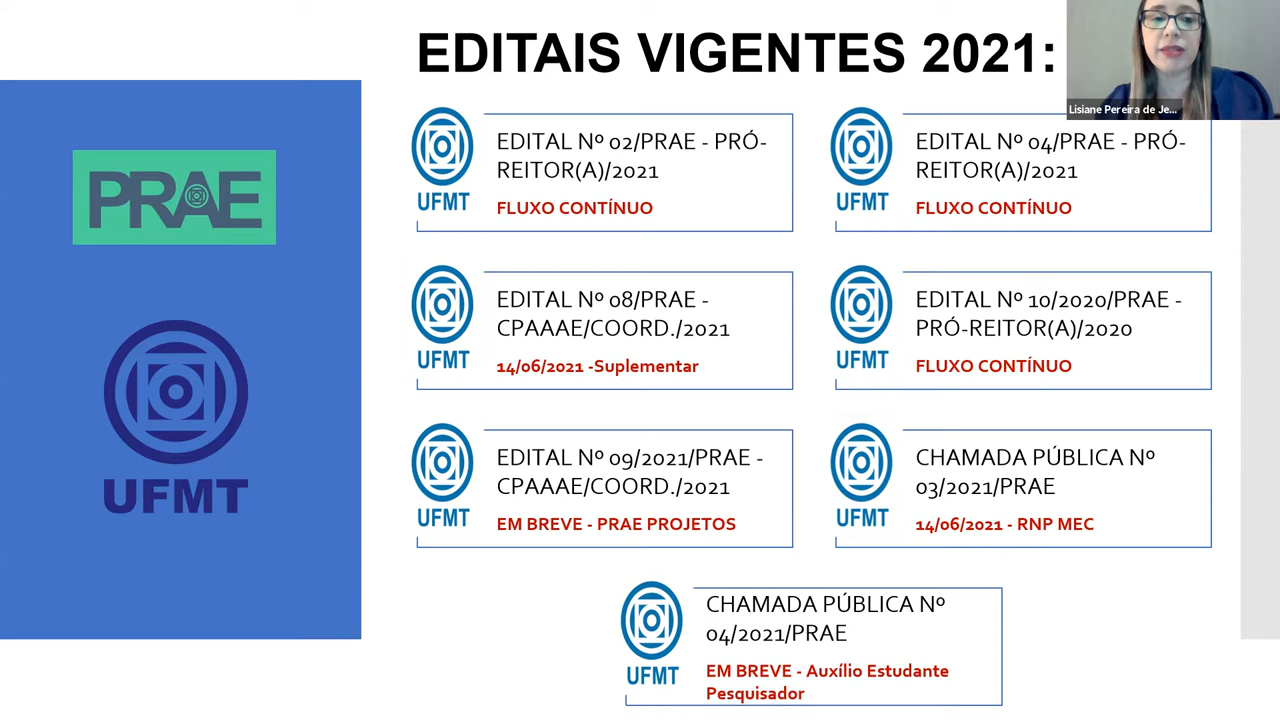 EDITAIS VIGENTES 2021:
Lisiane Pereira de Je...
PRAE
UFMT
UFMT
EDITAL Nº 02/PRAE - PRÓ-
REITOR(A)/2021
FLUXO CONTÍNUO
UFMT
EDITAL Nº 04/PRAE - PRÓ-
REITOR(A)/2021
FLUXO CONTÍNUO
UFMT
EDITAL Nº 08/PRAE -
CPAAAE/COORD./2021
14/06/2021 -Suplementar
UFMT
EDITAL Nº 10/2020/PRAE -
PRÓ-REITOR(A)/2020
FLUXO CONTÍNUO
UFMT
EDITAL Nº 09/2021/PRAE -
CPAAAE/COORD./2021
EM BREVE - PRAE PROJETOS
UFMT
CHAMADA PÚBLICA Nº
03/2021/PRAE
14/06/2021 - RNP MEC
UFMT
CHAMADA PÚBLICA Nº
04/2021/PRAE
EM BREVE - Auxílio Estudante
Pesquisador